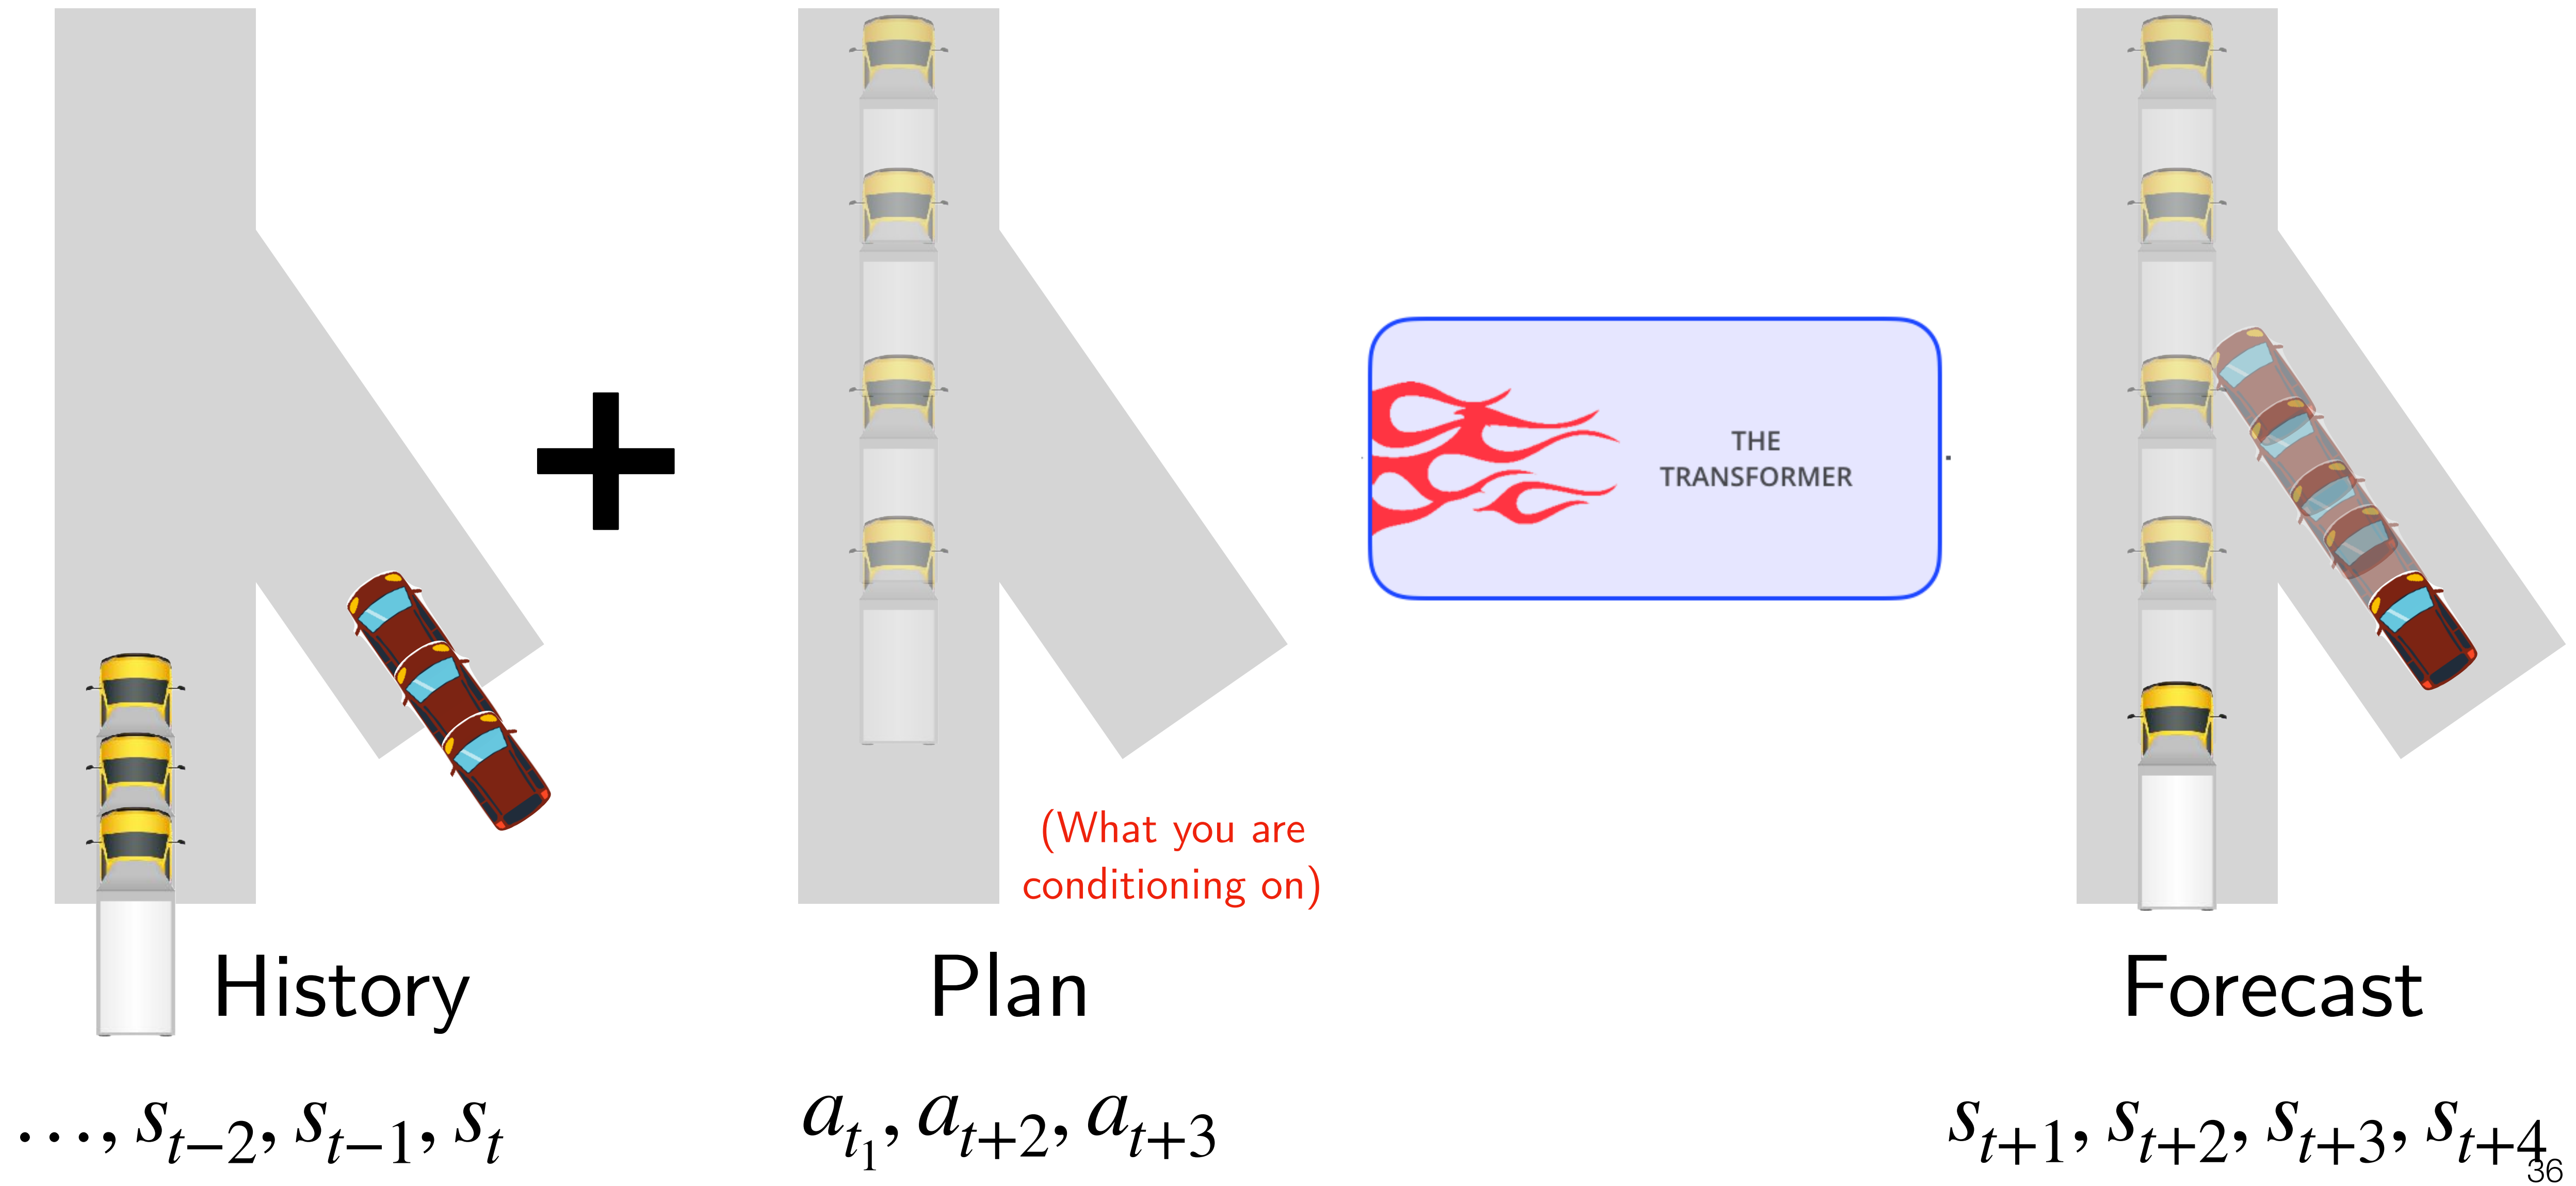 THE
TRANSFORMER
(What you are
conditioning on)
History
Plan
Forecast
…, s_{t−2}, s_{t−1}, s_t
a_{t_1}, a_{t+2}, a_{t+3}
s_{t+1}, s_{t+2}, s_{t+3}, s_{t+4}
36